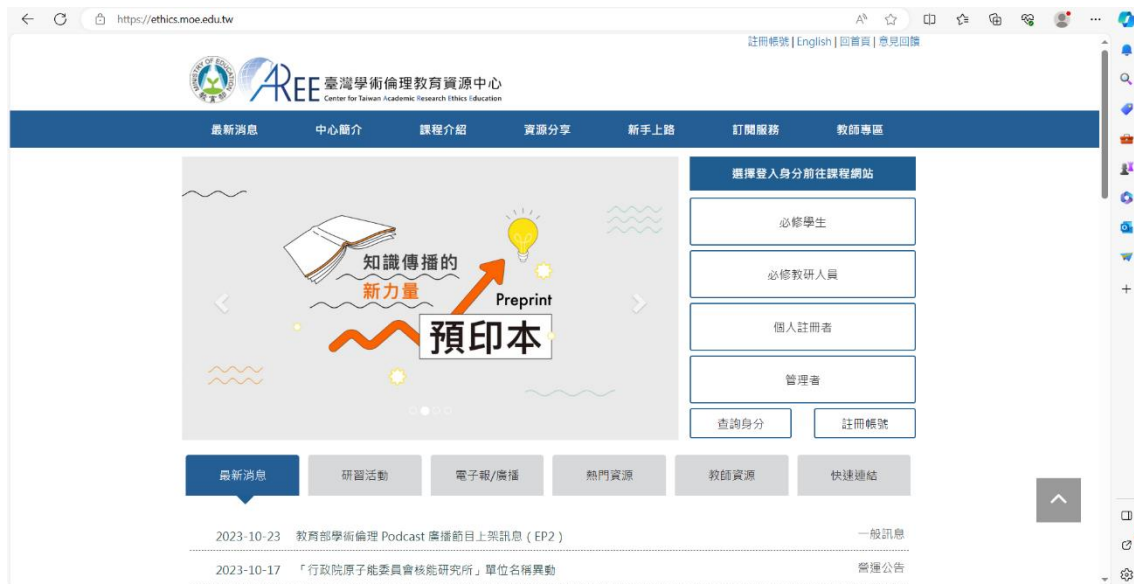 https://ethics.moe.edu.tw
註冊帳號 | English | 回首頁 | 意見回饋
MINISTRY OF EDUCATION
教育部
AREE 臺灣學術倫理教育資源中心
Center for Taiwan Academic Research Ethics Education
最新消息 中心簡介 課程介紹 資源分享 新手上路 訂閱服務 教師專區
知識傳播的
新力量
Preprint
預印本
選擇登入身分前往課程網站
必修學生
必修教研人員
個人註冊者
管理者
查詢身分 註冊帳號
最新消息 研習活動 電子報/廣播 熱門資源 教師資源 快速連結
2023-10-23 教育部學術倫理 Podcast 廣播節目上架訊息 ( EP2 ) 一般訊息
2023-10-17 「行政院原子能委員會核能研究所」單位名稱異動 營運公告